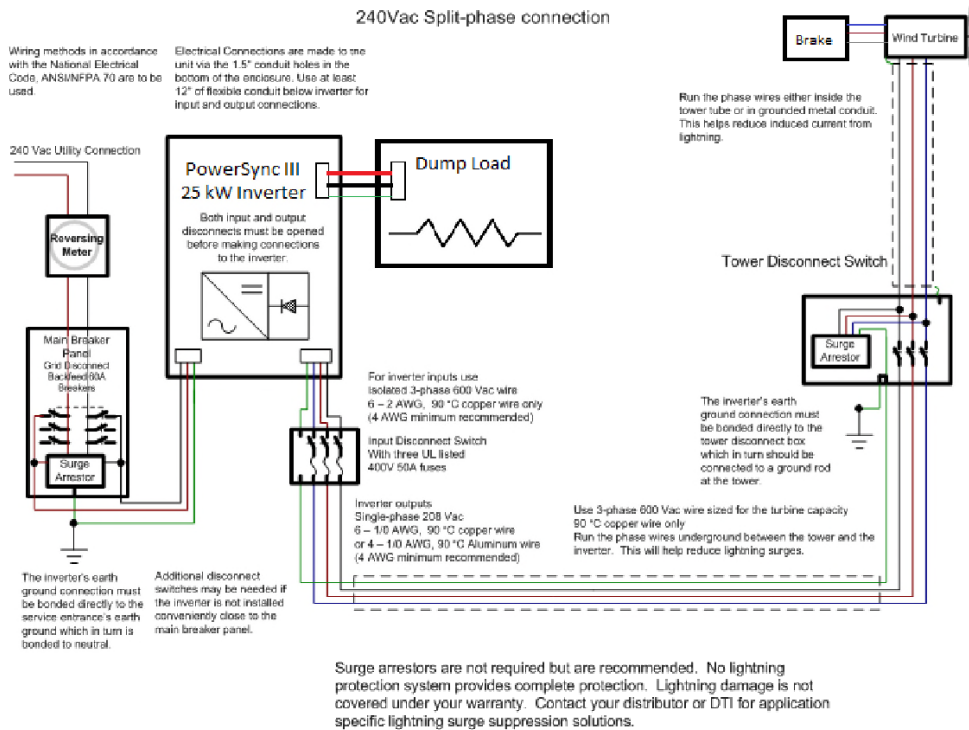 240Vac Split-phase connection
Wiring methods in accordance
with the National Electrical
Code, ANSI/NFPA 70 are to be
used.
Electrical Connections are made to the
unit via the 1.5" conduit holes in the
bottom of the enclosure. Use at least
12" of flexible conduit below inverter for
input and output connections.
Brake
Wind Turbine
Run the phase wires either inside the
tower tube or in grounded metal conduit.
This helps reduce induced current from
lightning.
240 Vac Utility Connection
PowerSync III
25 kW Inverter
Both input and output
disconnects must be opened
before making connections
to the inverter.
Dump Load
Reversing
Meter
Tower Disconnect Switch
Surge
Arrestor
Main Breaker
Panel
Grid Disconnect
Backfeed 60A
Breakers
Surge
Arrestor
For inverter inputs use
Isolated 3-phase 600 Vac wire
6 – 2 AWG, 90 °C copper wire only
(4 AWG minimum recommended)
Input Disconnect Switch
With three UL listed
400V 50A fuses
The inverter's earth
ground connection must
be bonded directly to the
tower disconnect box
which in turn should be
connected to a ground rod
at the tower.
Inverter outputs
Single-phase 208 Vac
6 – 1/0 AWG, 90 °C copper wire
or 4 – 1/0 AWG, 90 °C Aluminum wire
(4 AWG minimum recommended)
Use 3-phase 600 Vac wire sized for the turbine capacity
90 °C copper wire only
Run the phase wires underground between the tower and the
inverter. This will help reduce lightning surges.
The inverter's earth
ground connection must
be bonded directly to the
service entrance's earth
ground which in turn is
bonded to neutral.
Additional disconnect
switches may be needed if
the inverter is not installed
conveniently close to the
main breaker panel.
Surge arrestors are not required but are recommended. No lightning
protection system provides complete protection. Lightning damage is not
covered under your warranty. Contact your distributor or DTI for application
specific lightning surge suppression solutions.